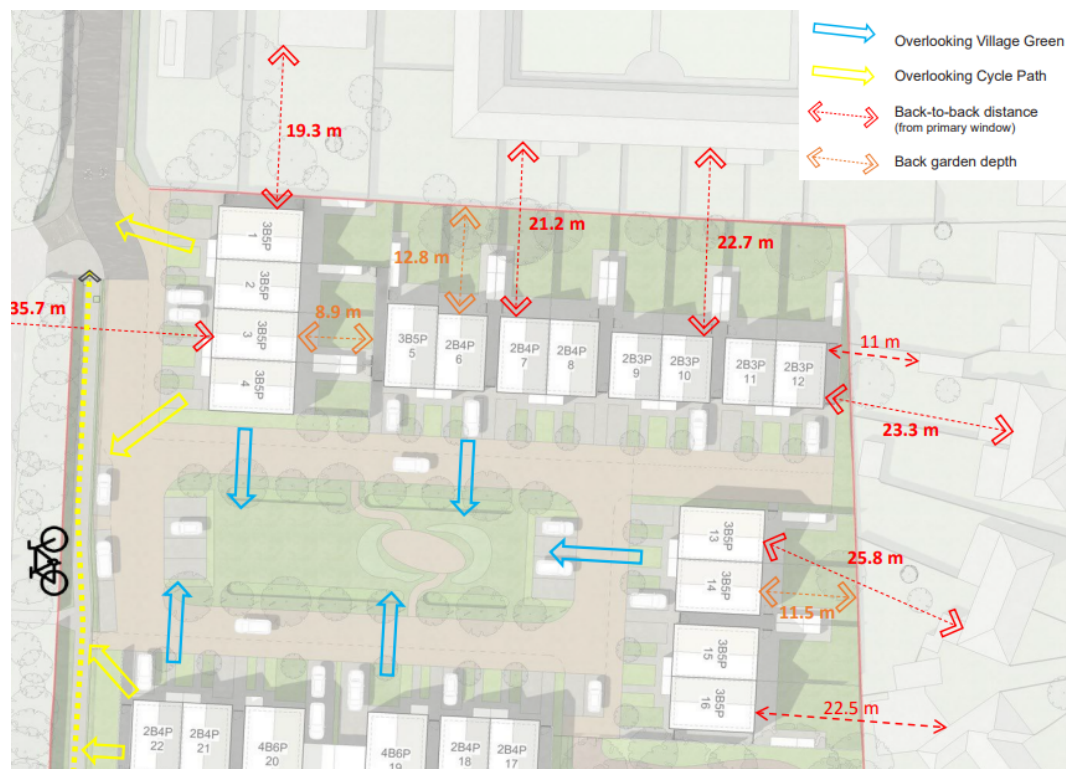 Overlooking Village Green
Overlooking Cycle Path
Back-to-back distance
(from primary window)
Back garden depth
19.3 m
21.2 m
22.7 m
12.8 m
35.7 m
8.9 m
11 m
23.3 m
25.8 m
11.5 m
22.5 m
3B5P
1
3B5P
2
3B5P
3
3B5P
4
3B5P
5
2B4P
6
2B4P
7
2B4P
8
2B3P
9
2B3P
10
2B3P
11
2B3P
12
3B5P
13
3B5P
14
3B5P
15
3B5P
16
2B4P
22
2B4P
21
4B6P
20
4B6P
19
2B4P
18
2B4P
17